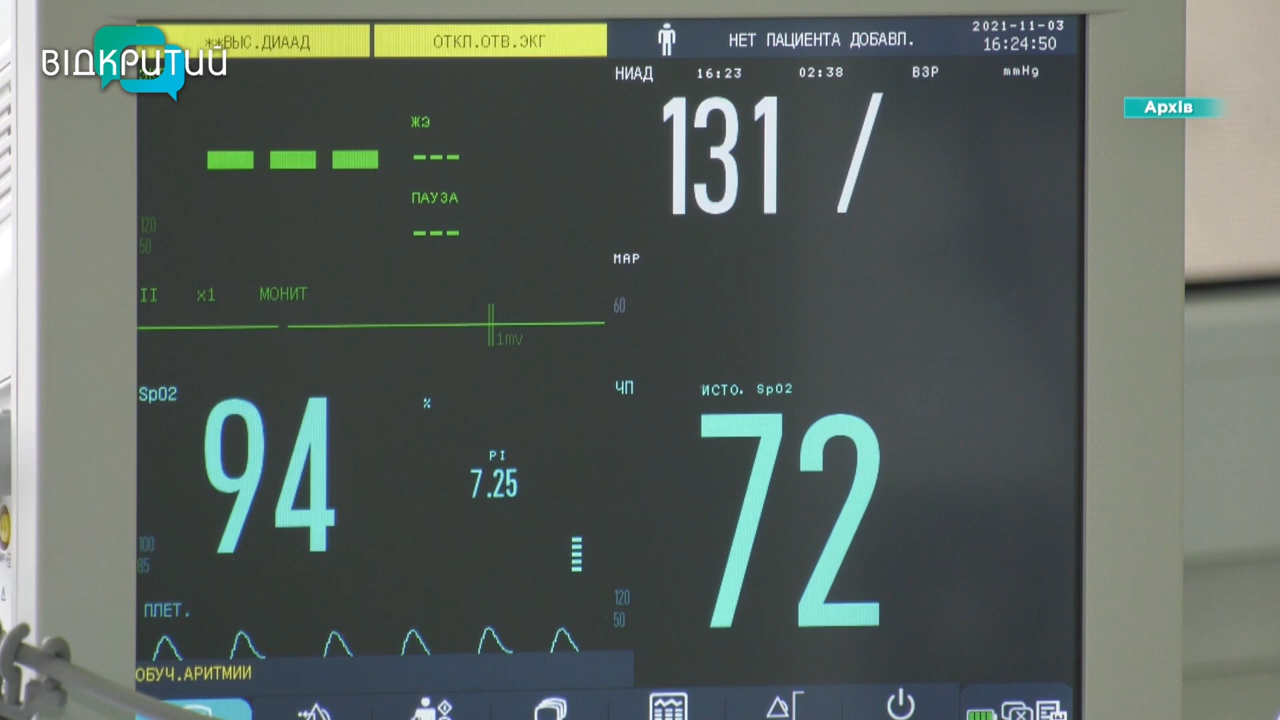 ВІДКРИТИЙ
жжВЫС.ДИААД
ОТКЛ.ОТВ.ЭКГ
НЕТ ПАЦИЕНТА ДОБАВЛ.
2021-11-03
16:24:50
НИАД 16:23 02:38 ВЗР mmHg
Архів
131 /
ЖЭ
---
ПАУЗА
---
120
50
II x1 МОНИТ
1mv
MAP
60
SpO2
94
%
PI
7.25
100
85
ЧП
ИСТО. SpO2
72
120
50
ПЛЕТ.
ОБУЧ.АРИТМИИ